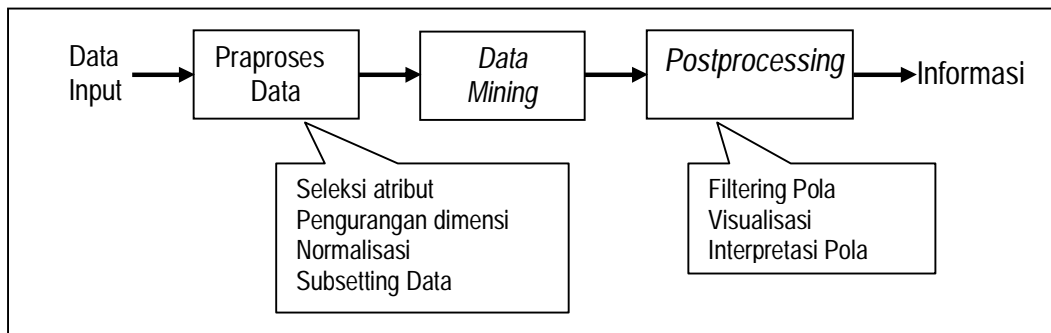 Data
Input
Praproses
Data
Data
Mining
Postprocessing
Informasi
Seleksi atribut
Pengurangan dimensi
Normalisasi
Subsetting Data
Filtering Pola
Visualisasi
Interpretasi Pola